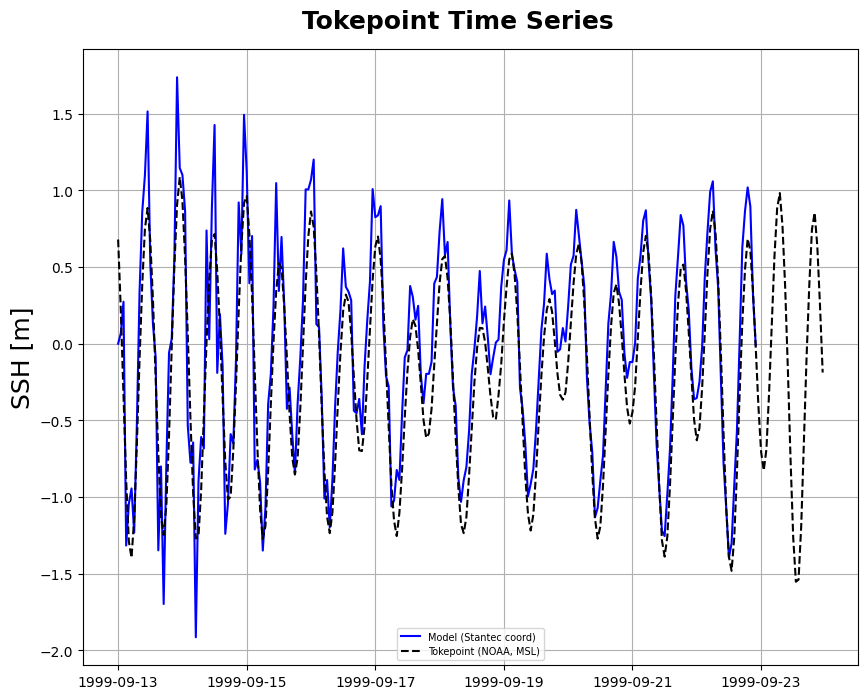 Tokepoint Time Series
SSH [m]
1.5
1.0
0.5
0.0
−0.5
−1.0
−1.5
−2.0
Model (Stantec coord)
Tokepoint (NOAA, MSL)
1999-09-13 1999-09-15 1999-09-17 1999-09-19 1999-09-21 1999-09-23